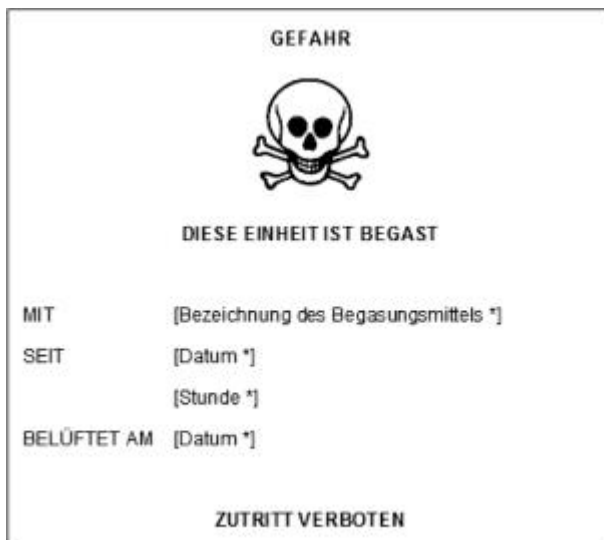 GEFAHR
DIESE EINHEIT IST BEGAST
MIT [Bezeichnung des Begasungsmittels *]
SEIT [Datum *]
[Stunde *]
BELÜFTET AM [Datum *]
ZUTRITT VERBOTEN